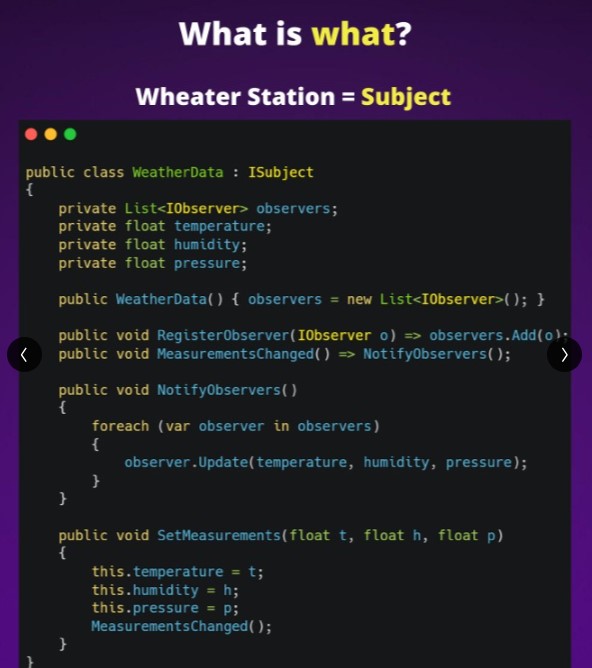 What is what?
Wheater Station = Subject
public class WeatherData : ISubject
{
    private List<IObserver> observers;
    private float temperature;
    private float humidity;
    private float pressure;

    public WeatherData() { observers = new List<IObserver>(); }

    public void RegisterObserver(IObserver o) => observers.Add(o);
    public void MeasurementsChanged() => NotifyObservers();

    public void NotifyObservers()
    {
        foreach (var observer in observers)
        {
            observer.Update(temperature, humidity, pressure);
        }
    }

    public void SetMeasurements(float t, float h, float p)
    {
        this.temperature = t;
        this.humidity = h;
        this.pressure = p;
        MeasurementsChanged();
    }
}